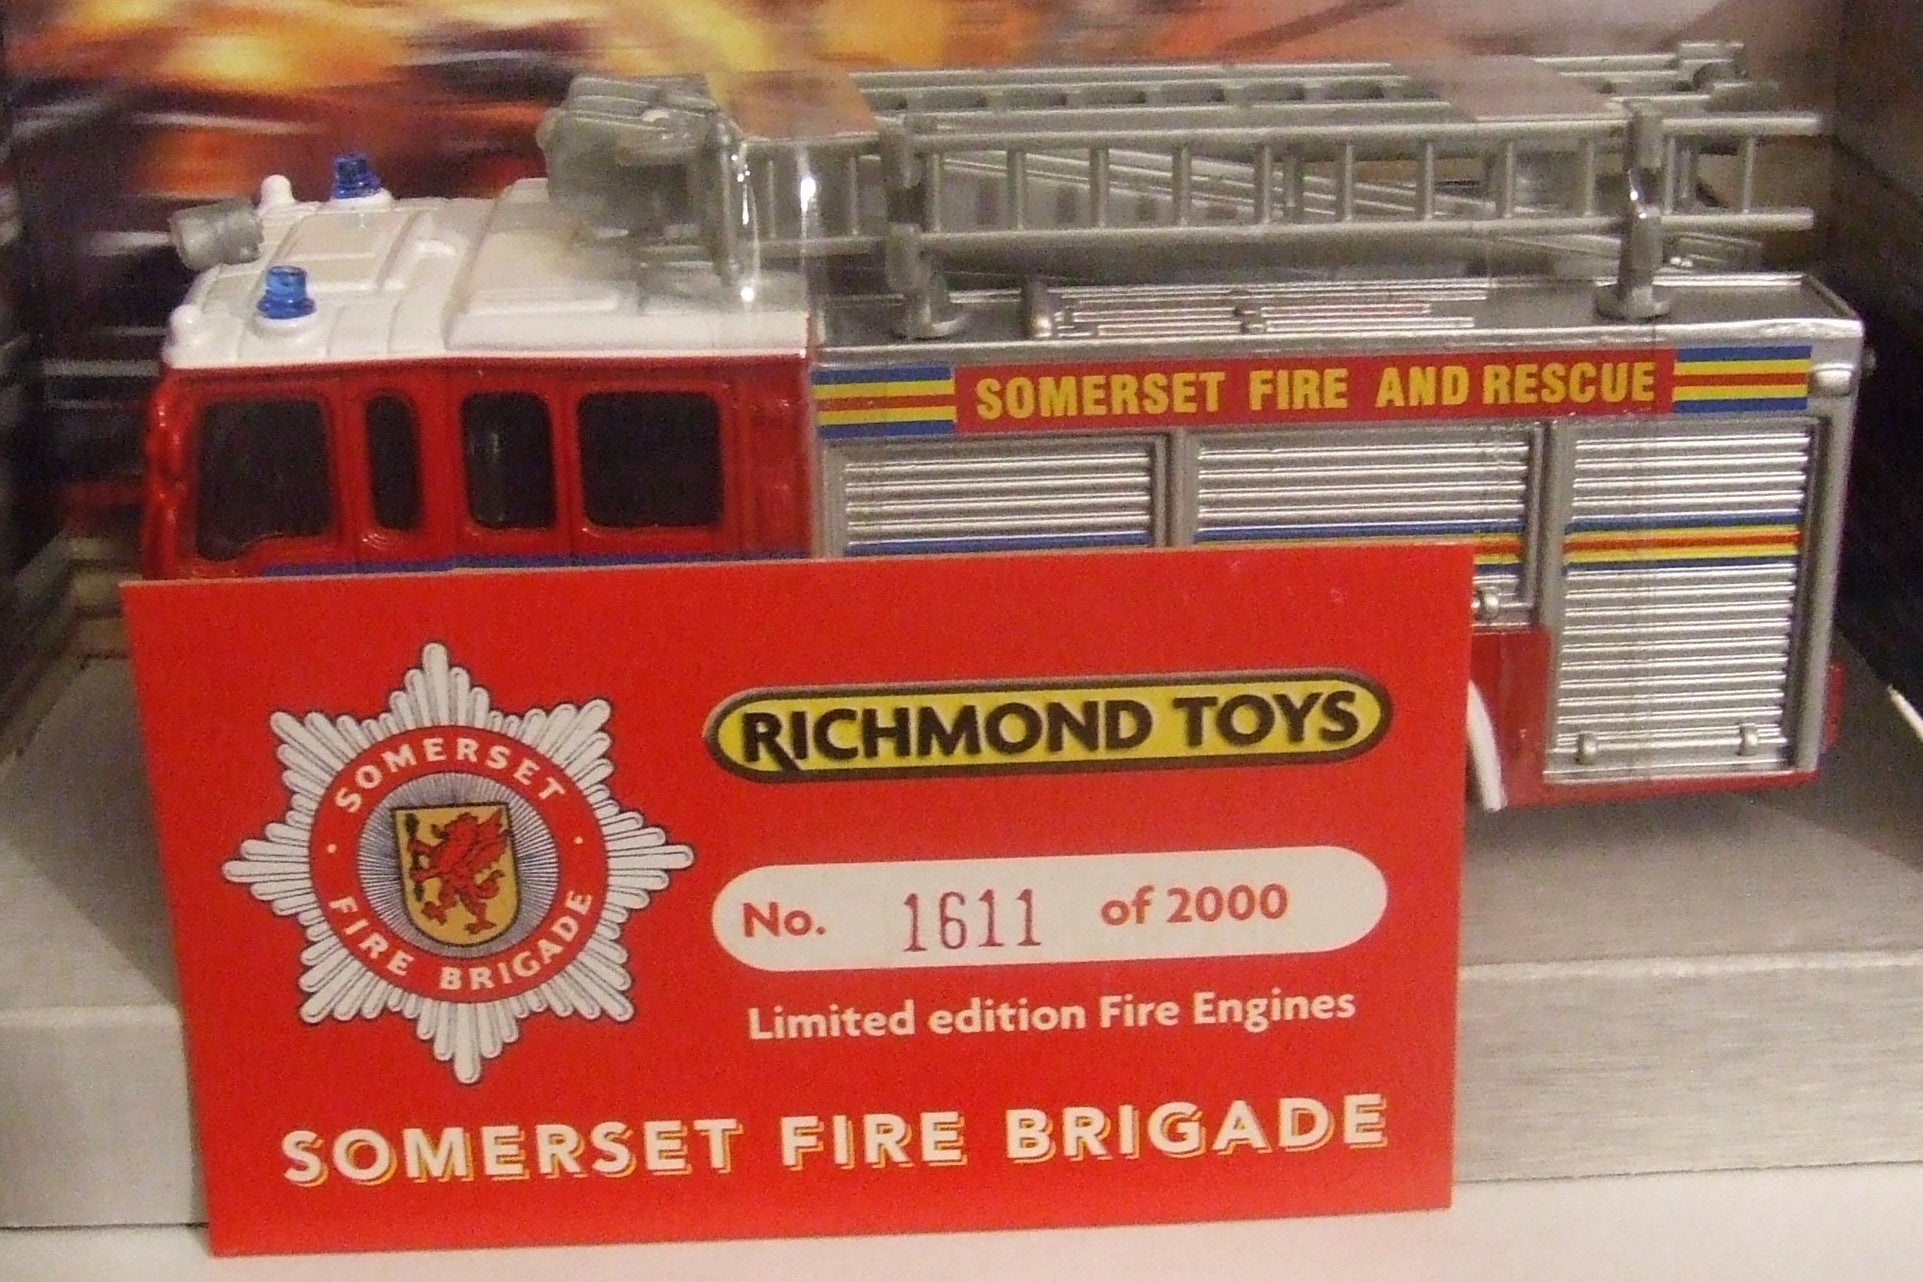 SOMERSET FIRE AND RESCUE
RICHMOND TOYS
SOMERSET
FIRE BRIGADE
No. 1611 of 2000
Limited edition Fire Engines
SOMERSET FIRE BRIGADE